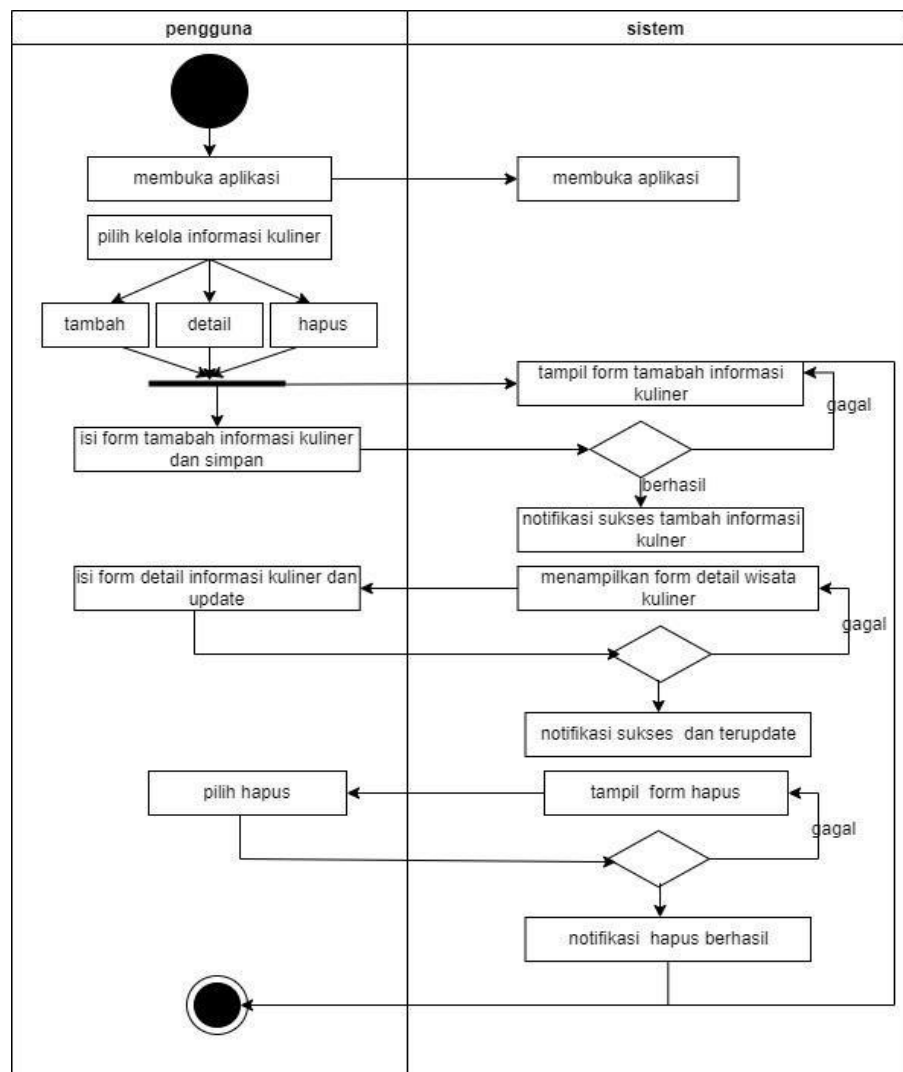 pengguna
sistem
membuka aplikasi
membuka aplikasi
pilih kelola informasi kuliner
tambah
detail
hapus
tampil form tamabah informasi
kuliner
gagal
isi form tamabah informasi kuliner
dan simpan
berhasil
notifikasi sukses tambah informasi
kulner
isi form detail informasi kuliner dan
update
menampilkan form detail wisata
kuliner
gagal
notifikasi sukses dan terupdate
pilih hapus
tampil form hapus
gagal
notifikasi hapus berhasil